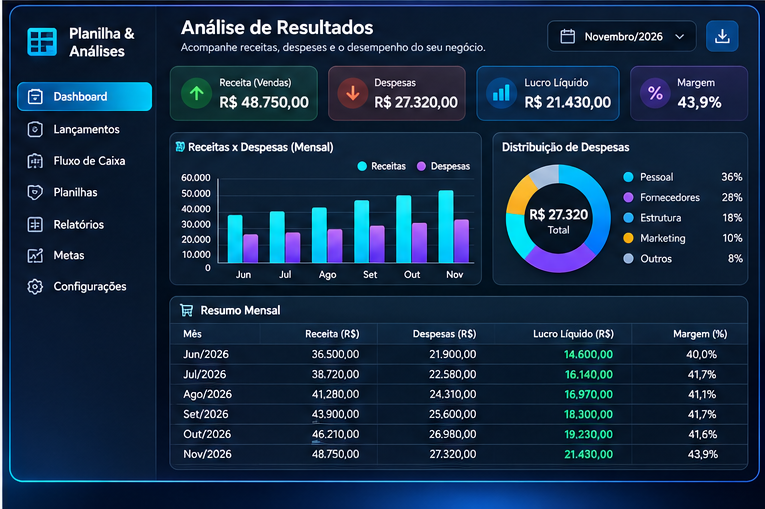 Planilha &
Análises
Dashboard
Lançamentos
Fluxo de Caixa
Planilhas
Relatórios
Metas
Configurações
Análise de Resultados
Acompanhe receitas, despeses e o desempenho do seu negócio.
Novembro/2026
Receita (Vendas)
R$ 48.750,00
Despesas
R$ 27.320,00
Lucro Líquido
R$ 21.430,00
Margem
43,9%
Receitas x Despesas (Mensal)
Receitas Despesas
60.000
50.000
40.000
30.000
20.000
10.000
0
Jun Jul Ago Set Out Nov
Distribuição de Despesas
R$ 27.320
Total
Pessoal 36%
Fornecedores 28%
Estrutura 18%
Marketing 10%
Outros 8%
Resumo Mensal
Mês Receita (R$) Despesas (R$) Lucro Líquido (R$) Margem (%)
Jun/2026 36.500,00 21.900,00 14.600,00 40,0%
Jul/2026 38.720,00 22.580,00 16.140,00 41,7%
Ago/2026 41,280,00 24.310,00 16,970,00 41,1%
Set/2026 43.900,00 25.600,00 18.300,00 41,7%
Out/2026 46.210,00 26.980,00 19.230,00 41,6%
Nov/2026 48.750,00 27.320,00 21.430,00 43,9%